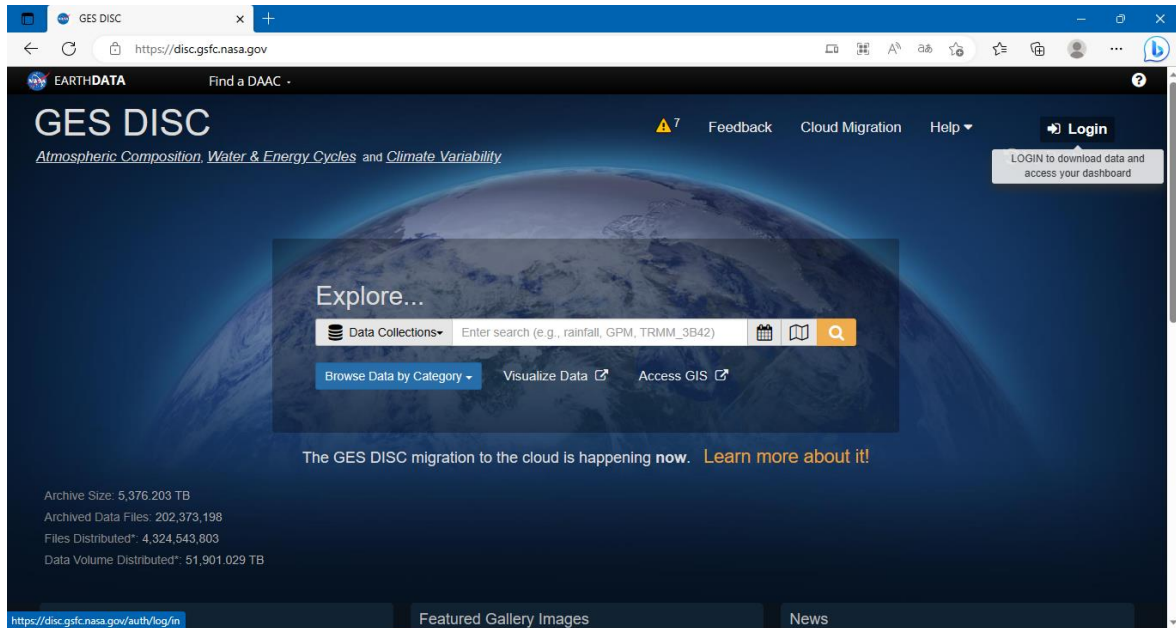 GES DISC
https://disc.gsfc.nasa.gov
EARTHDATA
Find a DAAC
GES DISC
7
Feedback
Cloud Migration
Help
Login
Atmospheric Composition, Water & Energy Cycles and Climate Variability
LOGIN to download data and
access your dashboard
Explore...
Data Collections
Enter search (e.g., rainfall, GPM, TRMM_3B42)
Browse Data by Category
Visualize Data
Access GIS
The GES DISC migration to the cloud is happening now. Learn more about it!
Archive Size: 5,376.203 TB
Archived Data Files: 202,373,198
Files Distributed*: 4,324,543,803
Data Volume Distributed*: 51,901.029 TB
Featured Gallery Images
News
https://disc.gsfc.nasa.gov/auth/log/in